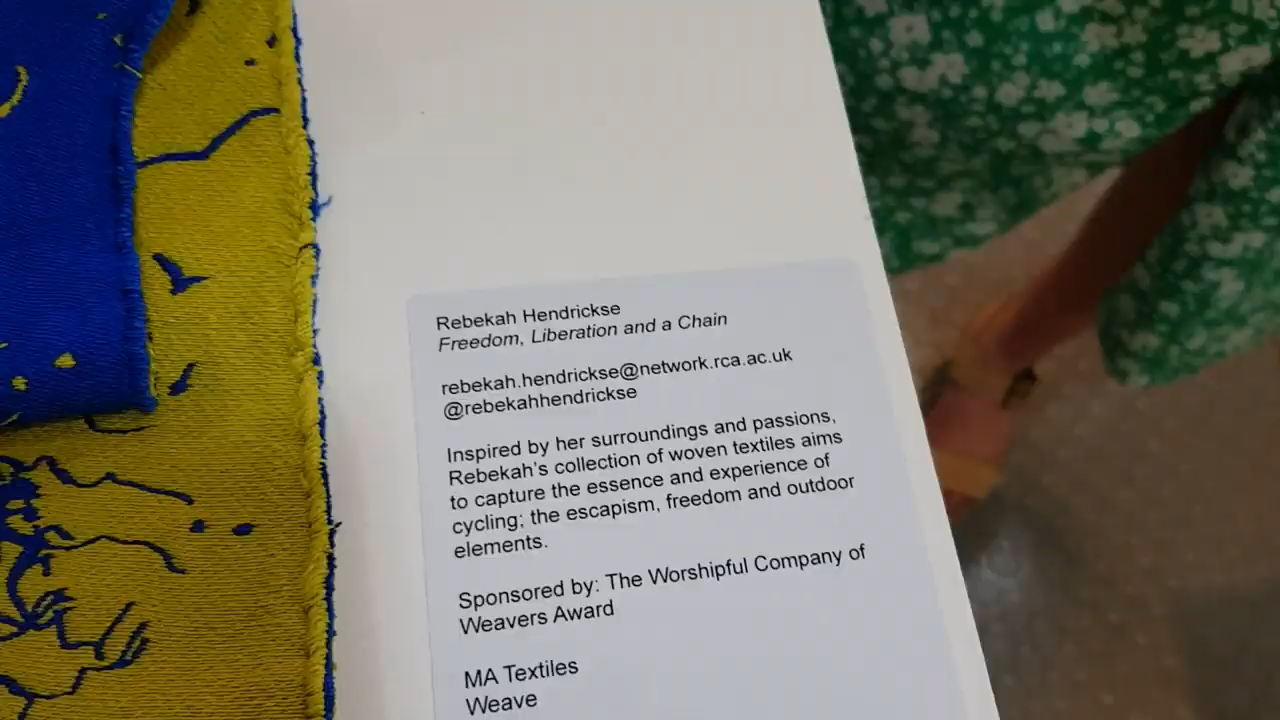 Rebekah Hendrickse
Freedom, Liberation and a Chain
rebekah.hendrickse@network.rca.ac.uk
@rebekahhendrickse
Inspired by her surroundings and passions,
Rebekah's collection of woven textiles aims
to capture the essence and experience of
cycling; the escapism, freedom and outdoor
elements.
Sponsored by: The Worshipful Company of
Weavers Award
MA Textiles
Weave